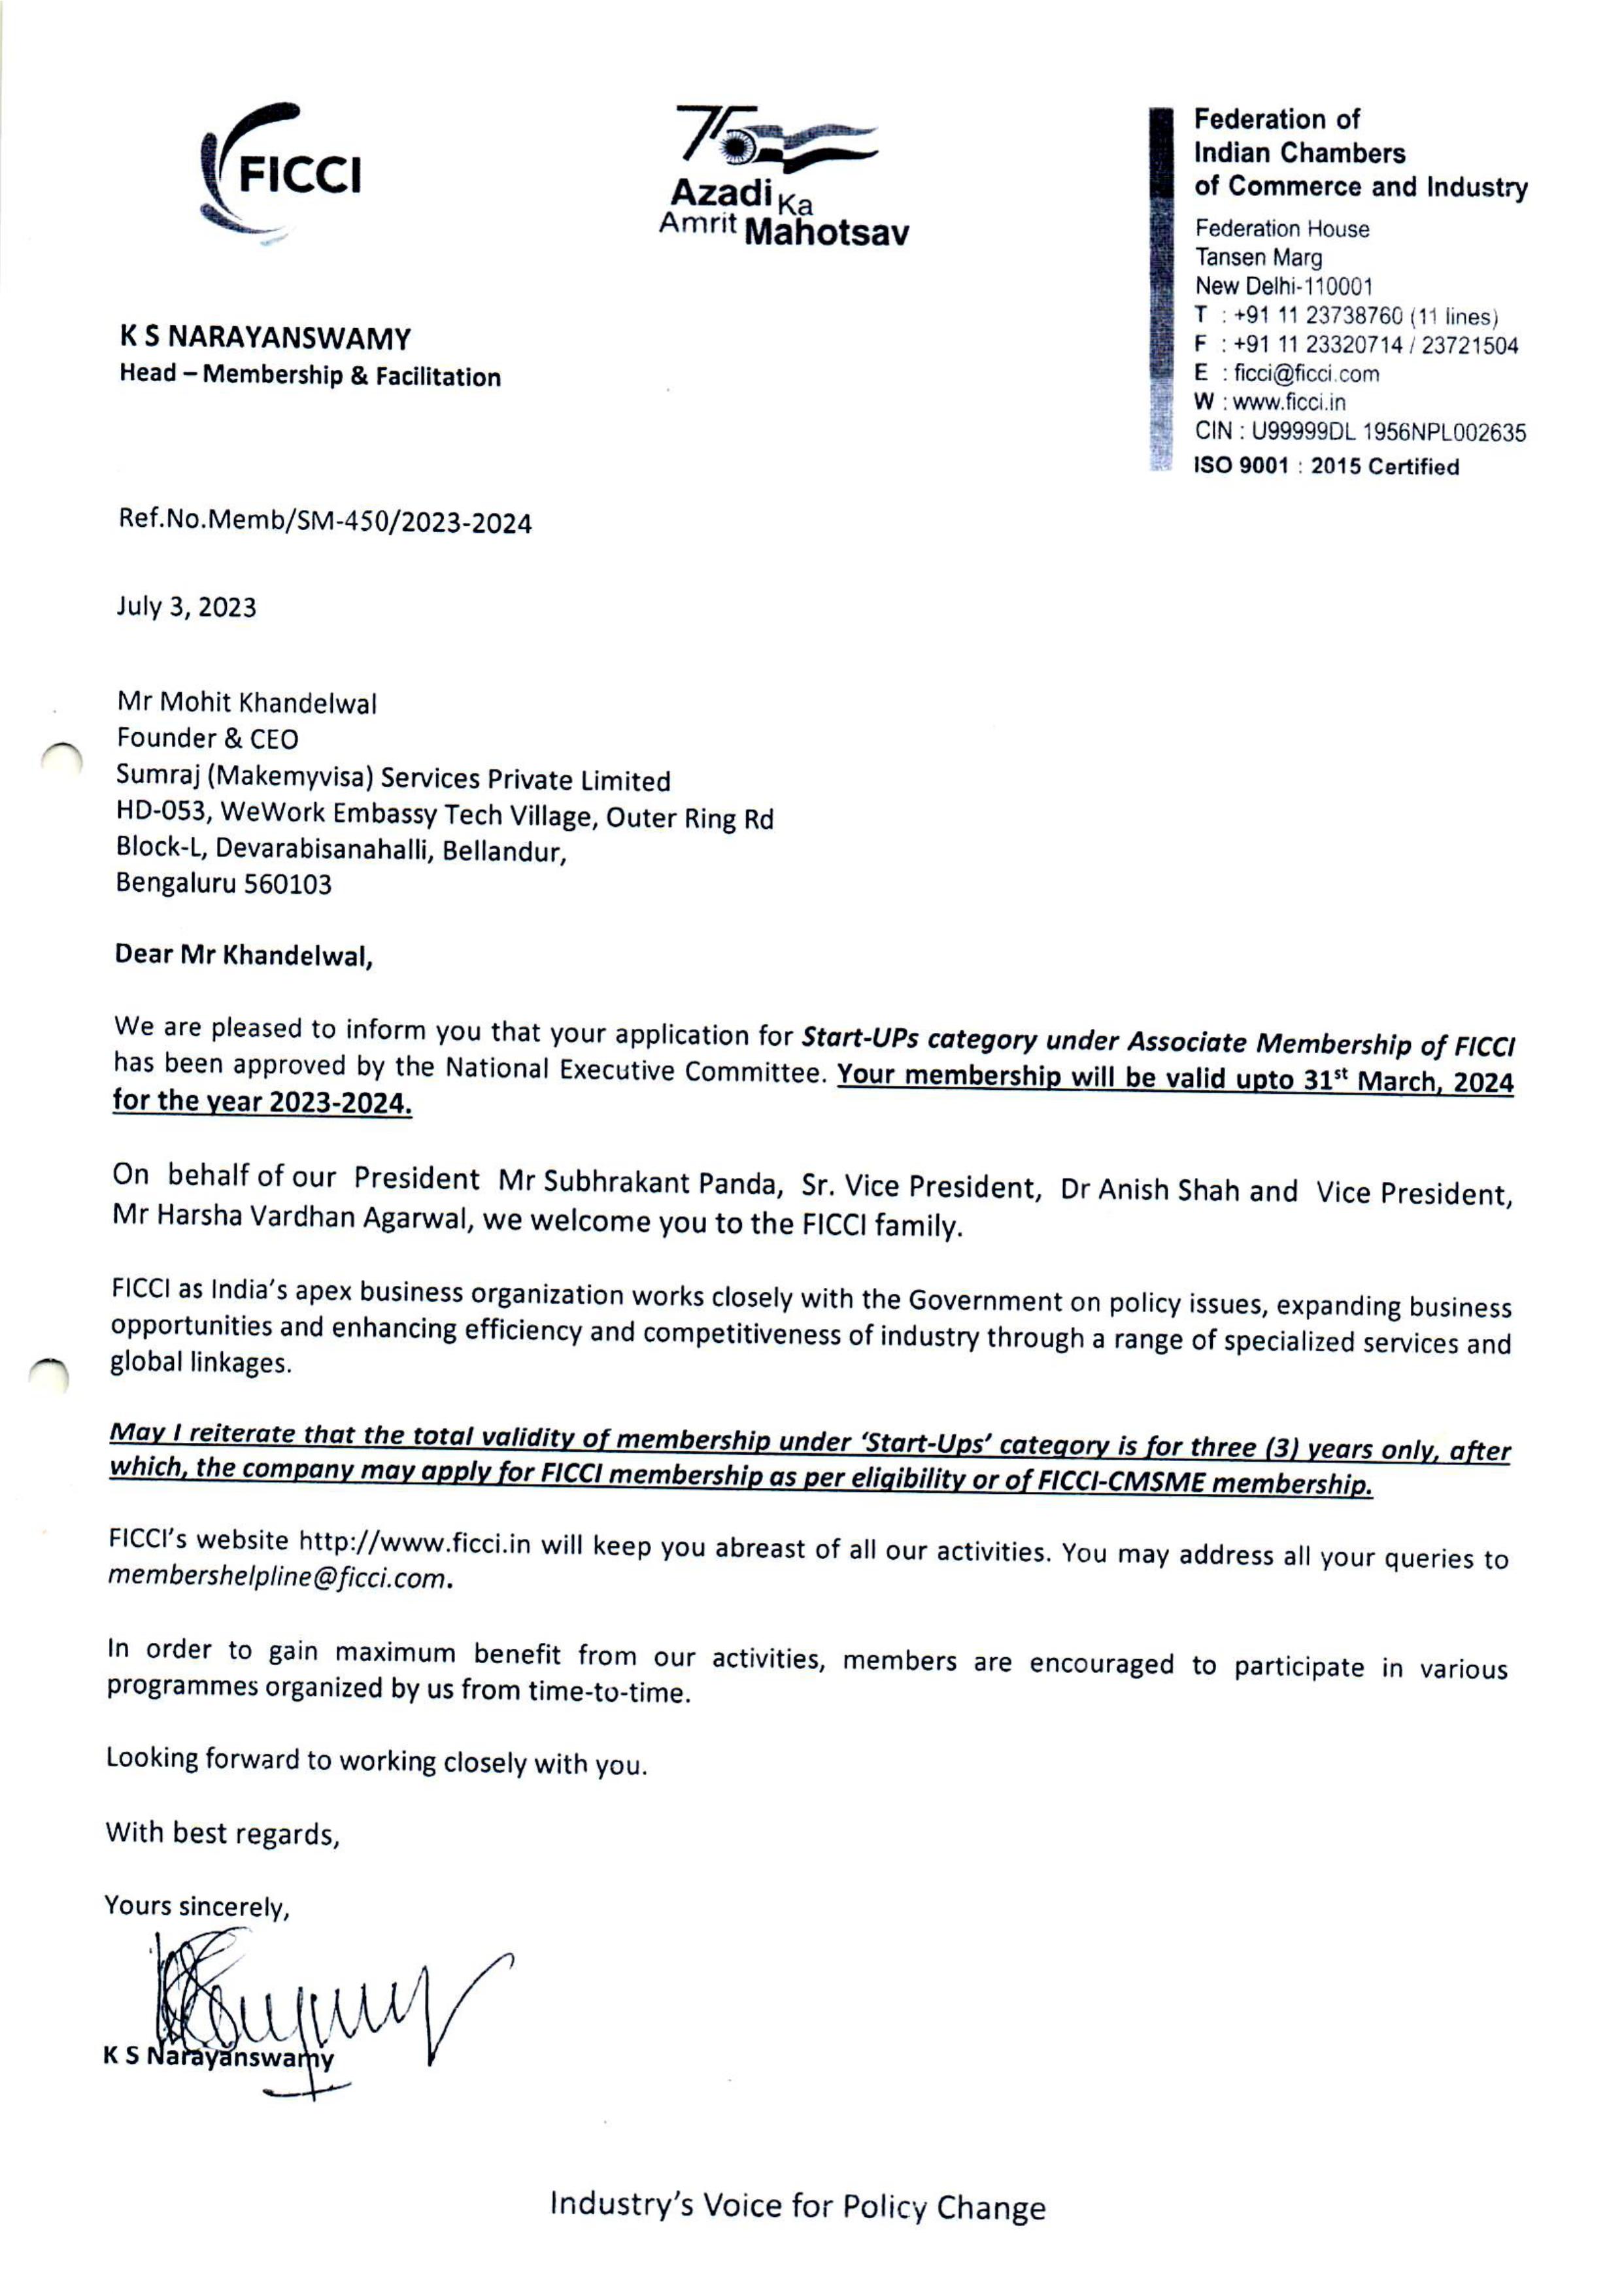 FICCI
75
Azadi Ka
Amrit Mahotsav
Federation of
Indian Chambers
of Commerce and Industry
Federation House
Tansen Marg
New Delhi-110001
T : +91 11 23738760 (11 lines)
F : +91 11 23320714 / 23721504
E : ficci@ficci.com
W : www.ficci.in
CIN : U99999DL 1956NPL002635
ISO 9001 : 2015 Certified
K S NARAYANSWAMY
Head – Membership & Facilitation
Ref.No.Memb/SM-450/2023-2024
July 3, 2023
Mr Mohit Khandelwal
Founder & CEO
Sumraj (Makemyvisa) Services Private Limited
HD-053, WeWork Embassy Tech Village, Outer Ring Rd
Block-L, Devarabisanahalli, Bellandur,
Bengaluru 560103
Dear Mr Khandelwal,
We are pleased to inform you that your application for Start-UPs category under Associate Membership of FICCI
has been approved by the National Executive Committee. Your membership will be valid upto 31st March, 2024
for the year 2023-2024.
On behalf of our President Mr Subhrakant Panda, Sr. Vice President, Dr Anish Shah and Vice President,
Mr Harsha Vardhan Agarwal, we welcome you to the FICCI family.
FICCI as India’s apex business organization works closely with the Government on policy issues, expanding business
opportunities and enhancing efficiency and competitiveness of industry through a range of specialized services and
global linkages.
May I reiterate that the total validity of membership under ‘Start-Ups’ category is for three (3) years only, after
which, the company may apply for FICCI membership as per eligibility or of FICCI-CMSME membership.
FICCI’s website http://www.ficci.in will keep you abreast of all our activities. You may address all your queries to
membershelpline@ficci.com.
In order to gain maximum benefit from our activities, members are encouraged to participate in various
programmes organized by us from time-to-time.
Looking forward to working closely with you.
With best regards,
Yours sincerely,
K S Narayanswamy
Industry’s Voice for Policy Change